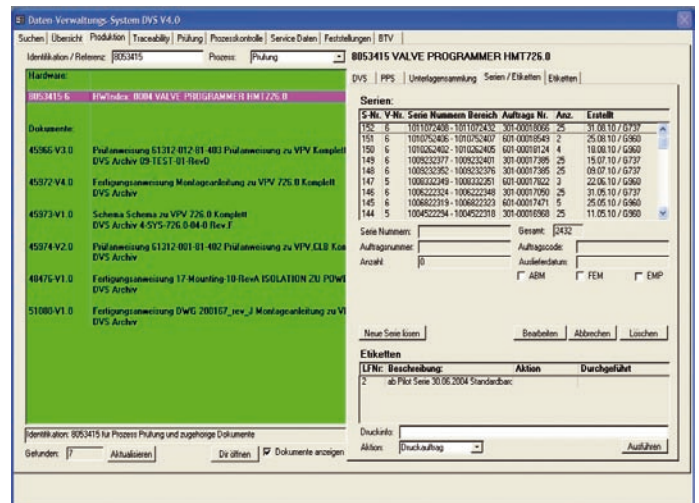 Daten-Verwaltungs-System DVS V4.0
Suchen Übersicht Produktion Traceability Prüfung Prozesskontrolle Service Daten Feststellungen BTV
Identifikation / Referenz: 8053415 Prozess: Prüfung
Hardware:
8053415-6 HWIndex: 0004 VALVE PROGRAMMER HMT726.0
Dokumente:
45966-V3.0 Prüfanweisung 61312-012-81-403 Prüfanweisung zu VPV Komplett
DVS Archiv 09-TEST-01-RevD
45972-V4.0 Fertigungsanweisung Montageanleitung zu VPV 726.0 Komplett
DVS Archiv
45973-V1.0 Schema Schema zu VPV 726.0 Komplett
DVS Archiv 4-SYS-726.0-04-0 Rev.F
45974-V2.0 Prüfanweisung 61312-001-81-402 Prüfanweisung zu VPV,CLB Kom
DVS Archiv
48476-V1.0 Fertigungsanweisung 17-Mounting-10-RevA ISOLATION ZU POWE
DVS Archiv
51080-V1.0 Fertigungsanweisung DWG 200167_rev_J Montageanleitung zu VI
DVS Archiv
Identifikation: 8053415 für Prozess Prüfung und zugehörige Dokumente
Gefunden: 7 Aktualisieren Dir öffnen Dokumente anzeigen
8053415 VALVE PROGRAMMER HMT726.0
DVS PPS Unterlagensammlung Serien / Etiketten Etiketten
Serien:
S-Nr. V-Nr. Serie Nummern Bereich Auftrags Nr. Anz. Erstellt
152 6 1011072408 - 1011072432 301-00018066 25 31.08.10 / G737
151 6 1010752406 - 1010752407 601-00018549 2 25.08.10 / G960
150 6 1010262402 - 1010262405 601-00018124 4 18.08.10 / G960
149 6 1009232377 - 1009232401 301-00017385 25 15.07.10 / G737
148 6 1009232352 - 1009232376 301-00017385 25 09.07.10 / G737
147 5 1008332349 - 1008332351 601-00017822 3 22.06.10 / G960
146 6 1006222324 - 1006222348 301-00017050 25 31.05.10 / G737
145 6 1006822319 - 1006822323 601-00017471 5 25.05.10 / G960
144 5 1004522294 - 1004522318 301-00016968 25 11.05.10 / G960
Serie Nummern: Gesamt: 2432
Auftragsnummer: Auftragscode:
Anzahl: 0 Auslieferdatum:
ABM FEM EMP
Neue Serie lösen Bearbeiten Abbrechen Löschen
Etiketten
LFNr: Beschreibung: Aktion Durchgeführt
2 ab Pilot Serie 30.06.2004 Standardbarc
Druckinfo:
Aktion: Druckauftrag Ausführen